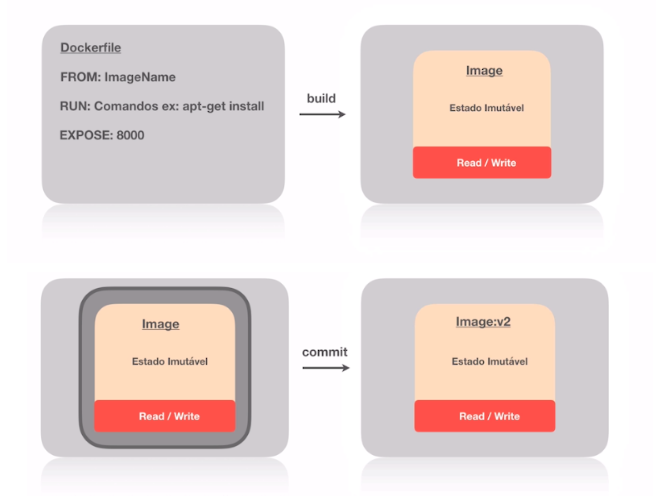 Dockerfile
FROM: ImageName
RUN: Comandos ex: apt-get install
EXPOSE: 8000
build
Image
Estado Imutável
Read / Write
Image
Estado Imutável
Read / Write
commit
Image:v2
Estado Imutável
Read / Write